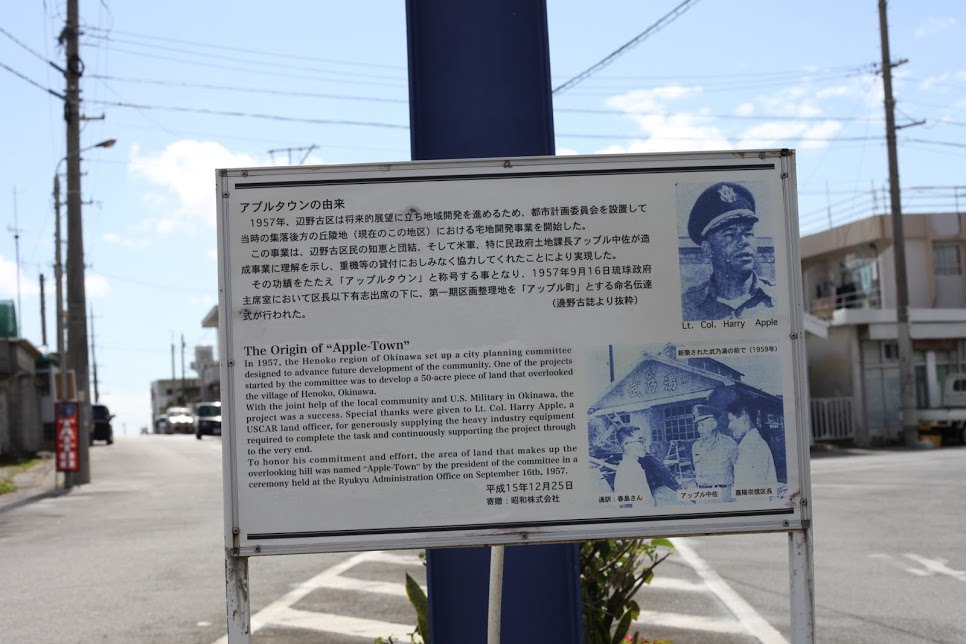 アプルタウンの由来
1957年、辺野古区は将来的展望に立ち地域開発を進めるため、都市計画委員会を設置して
当時の集落後方の丘陵地（現在のこの地区）における宅地開発事業を開始した。
この事業は、辺野古区民の知恵と団結、そして米軍、特に民政府土地課長アップル中佐が造
成事業に理解を示し、重機等の貸付におしみなく協力してくれたことにより実現した。
その功績をたたえ「アップルタウン」と称号する事となり、1957年9月16日琉球政府
主席室において区長以下有志出席の下に、第一期区画整理地を「アップル町」とする命名伝達
式が行われた。
（邊野古誌より抜粋）
Lt. Col. Harry Apple
The Origin of “Apple-Town”
In 1957, the Henoko region of Okinawa set up a city planning committee
designed to advance future development of the community. One of the projects
started by the committee was to develop a 50-acre piece of land that overlooked
the village of Henoko, Okinawa.
With the joint help of the local community and U.S. Military in Okinawa, the
project was a success. Special thanks were given to Lt. Col. Harry Apple, a
USCAR land officer, for generously supplying the heavy industry equipment
required to complete the task and continuously supporting the project through
to the very end.
To honor his commitment and effort, the area of land that makes up the
overlooking hill was named “Apple-Town” by the president of the committee in a
ceremony held at the Ryukyu Administration Office on September 16th, 1957.
平成15年12月25日
寄贈：昭和株式会社
新築された武乃湯の前で（1959年）
武乃湯
通訳：春島さん
アップル中佐
嘉陽宗信区長